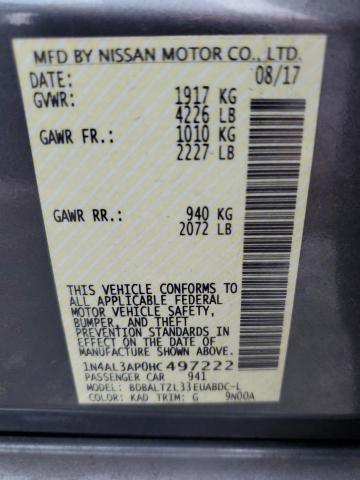 MFD BY NISSAN MOTOR CO., LTD.
DATE: 08/17
GVWR: 1917 KG
4226 LB
GAWR FR.: 1010 KG
2227 LB
GAWR RR.: 940 KG
2072 LB
THIS VEHICLE CONFORMS TO
ALL APPLICABLE FEDERAL
MOTOR VEHICLE SAFETY,
BUMPER, AND THEFT
PREVENTION STANDARDS IN
EFFECT ON THE DATE OF
MANUFACTURE SHOWN ABOVE.
1N4AL3AP0HC497222
PASSENGER CAR 941
MODEL: BDBALTZL33EUABDC-L
COLOR: KAD TRIM: G 9N00A